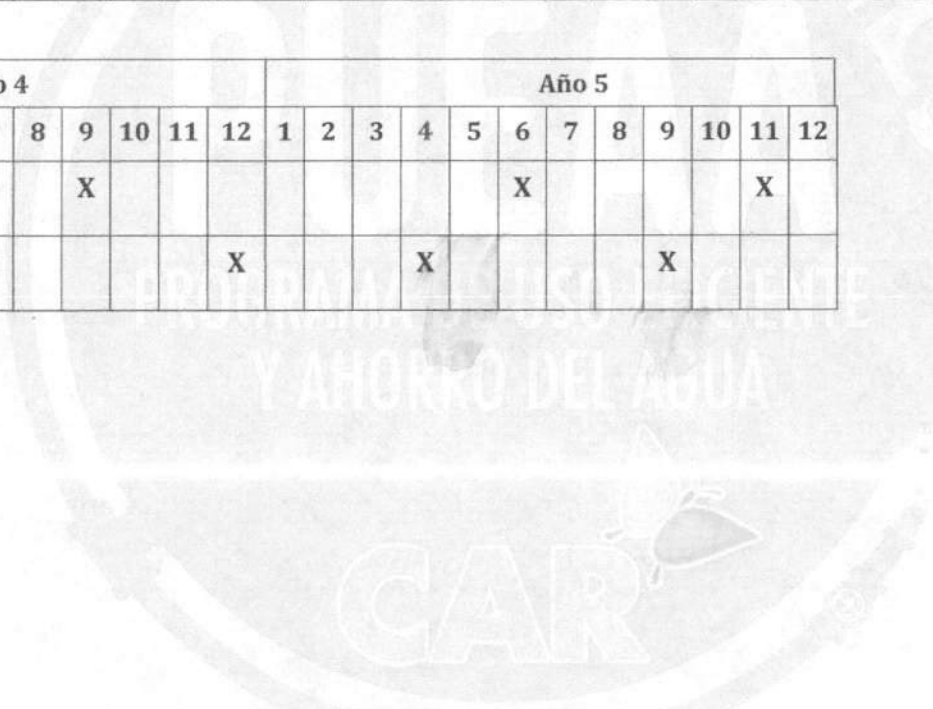 o 4 Año 5
8 9 10 11 12 1 2 3 4 5 6 7 8 9 10 11 12
X X X
X X X
PROGRAMA DE USO EFICIENTE
Y AHORRO DEL AGUA
CAR